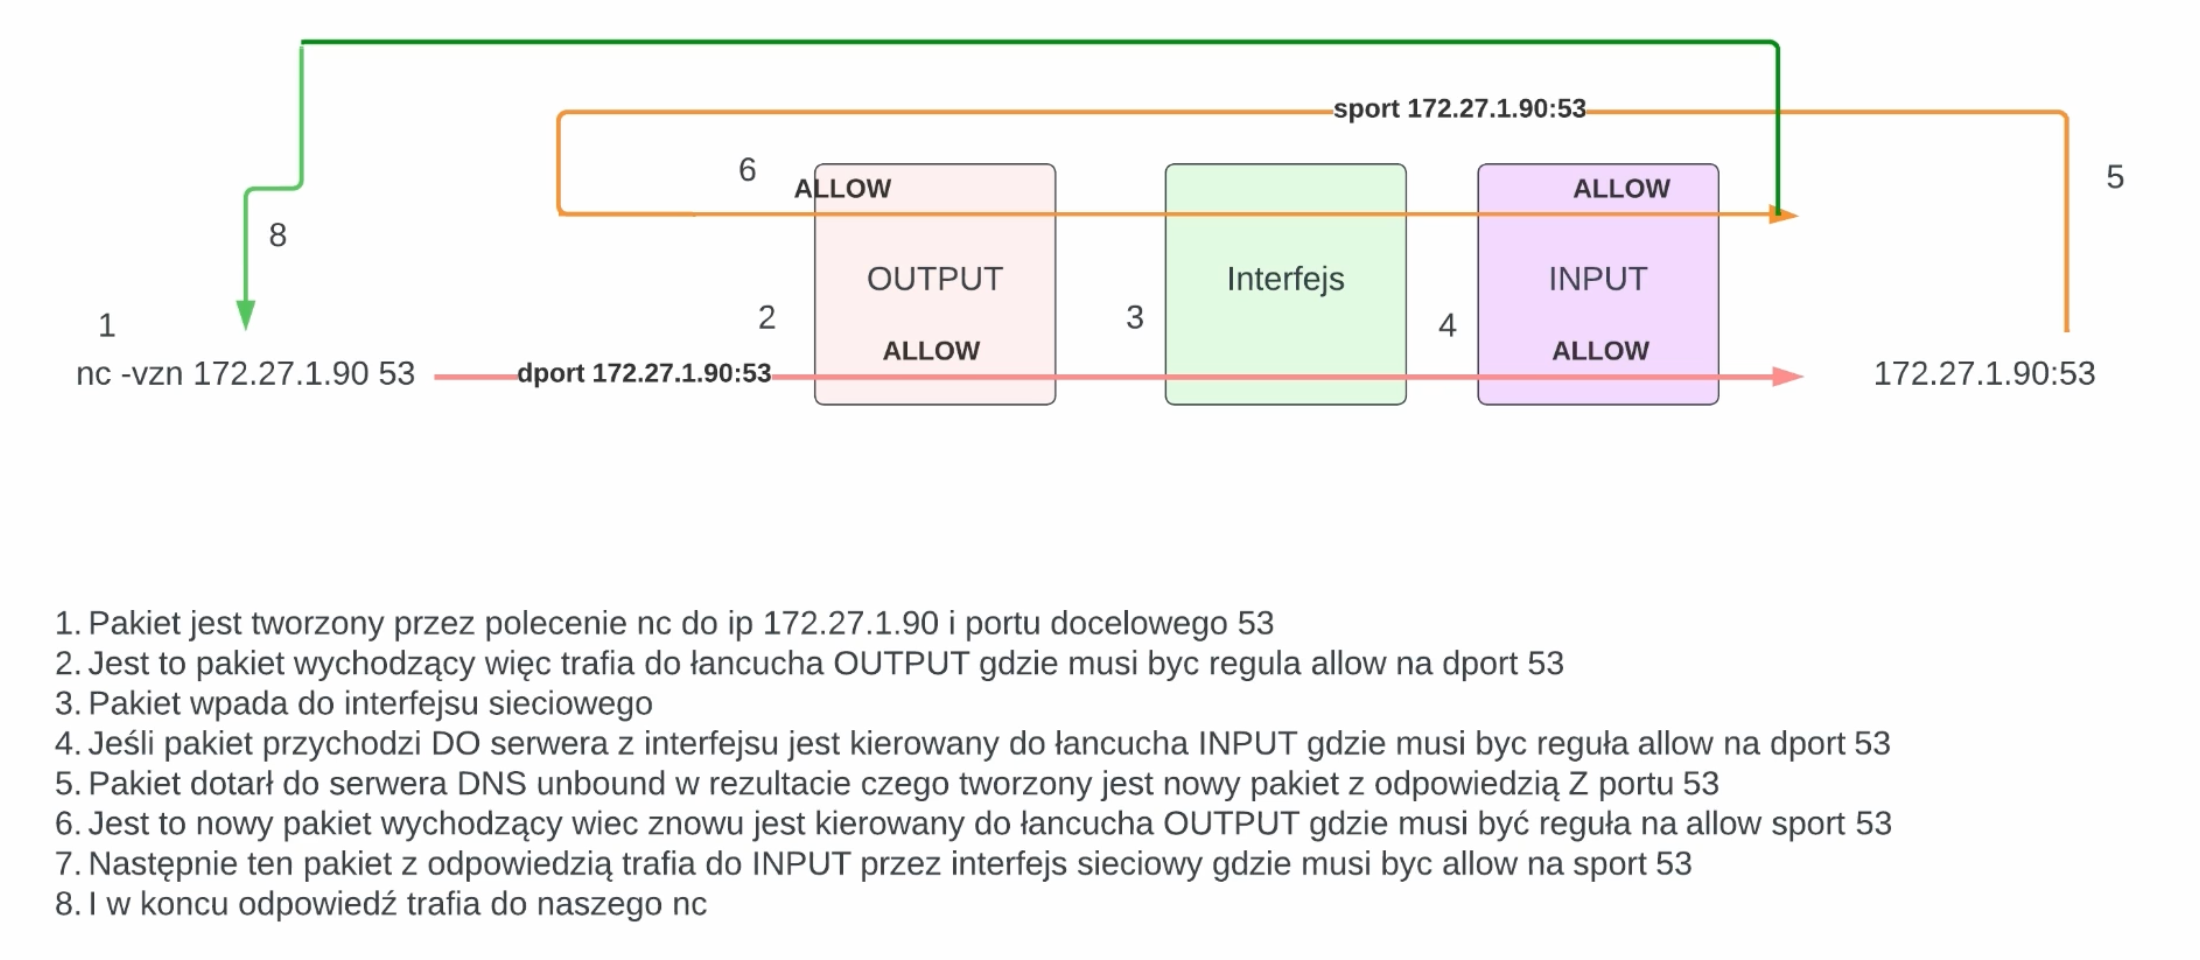 sport 172.27.1.90:53
6
5
ALLOW
ALLOW
8
OUTPUT
Interfejs
INPUT
1
2
3
4
ALLOW
ALLOW
nc -vzn 172.27.1.90 53
dport 172.27.1.90:53
172.27.1.90:53
1. Pakiet jest tworzony przez polecenie nc do ip 172.27.1.90 i portu docelowego 53
2. Jest to pakiet wychodzący więc trafia do łancucha OUTPUT gdzie musi byc regula allow na dport 53
3. Pakiet wpada do interfejsu sieciowego
4. Jeśli pakiet przychodzi DO serwera z interfejsu jest kierowany do łancucha INPUT gdzie musi byc reguła allow na dport 53
5. Pakiet dotarł do serwera DNS unbound w rezultacie czego tworzony jest nowy pakiet z odpowiedzią Z portu 53
6. Jest to nowy pakiet wychodzący wiec znowu jest kierowany do łancucha OUTPUT gdzie musi być reguła na allow sport 53
7. Następnie ten pakiet z odpowiedzią trafia do INPUT przez interfejs sieciowy gdzie musi byc allow na sport 53
8. I w koncu odpowiedź trafia do naszego nc